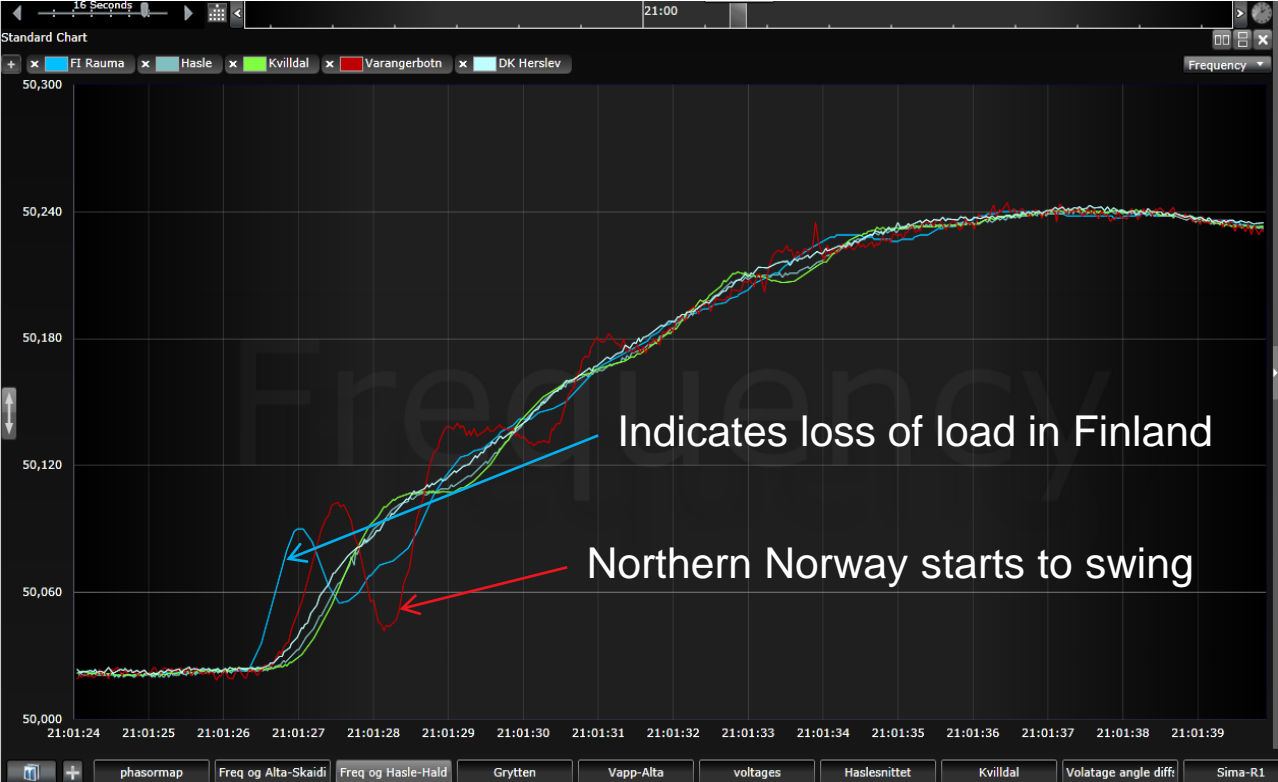 16 Seconds
21:00
Standard Chart
+ × FI Rauma × Hasle × Kvilldal × Varangerbotn × DK Herslev
Frequency
50,300
50,240
50,180
Frequency
Indicates loss of load in Finland
50,120
Northern Norway starts to swing
50,060
50,000
21:01:24 21:01:25 21:01:26 21:01:27 21:01:28 21:01:29 21:01:30 21:01:31 21:01:32 21:01:33 21:01:34 21:01:35 21:01:36 21:01:37 21:01:38 21:01:39
+ phasormap Freq og Alta-Skaidi Freq og Hasle-Hald Grytten Vapp-Alta voltages Haslesnittet Kvilldal Volatage angle diff: Sima-R1